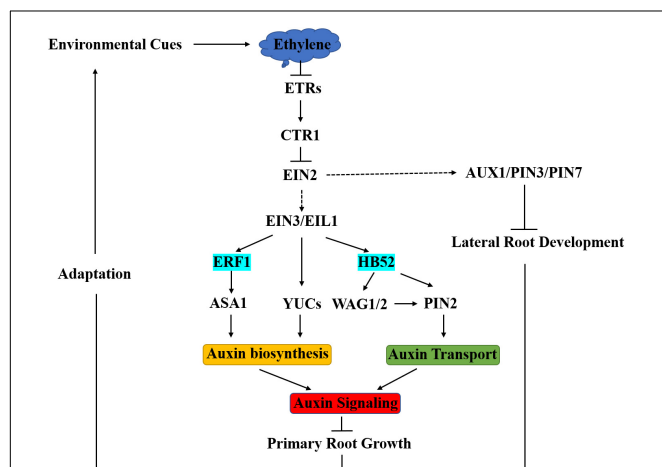 Environmental Cues
Ethylene
ETRs
CTR1
EIN2
AUX1/PIN3/PIN7
EIN3/EIL1
Lateral Root Development
ERF1
HB52
Adaptation
ASA1
YUCs
WAG1/2
PIN2
Auxin biosynthesis
Auxin Transport
Auxin Signaling
Primary Root Growth